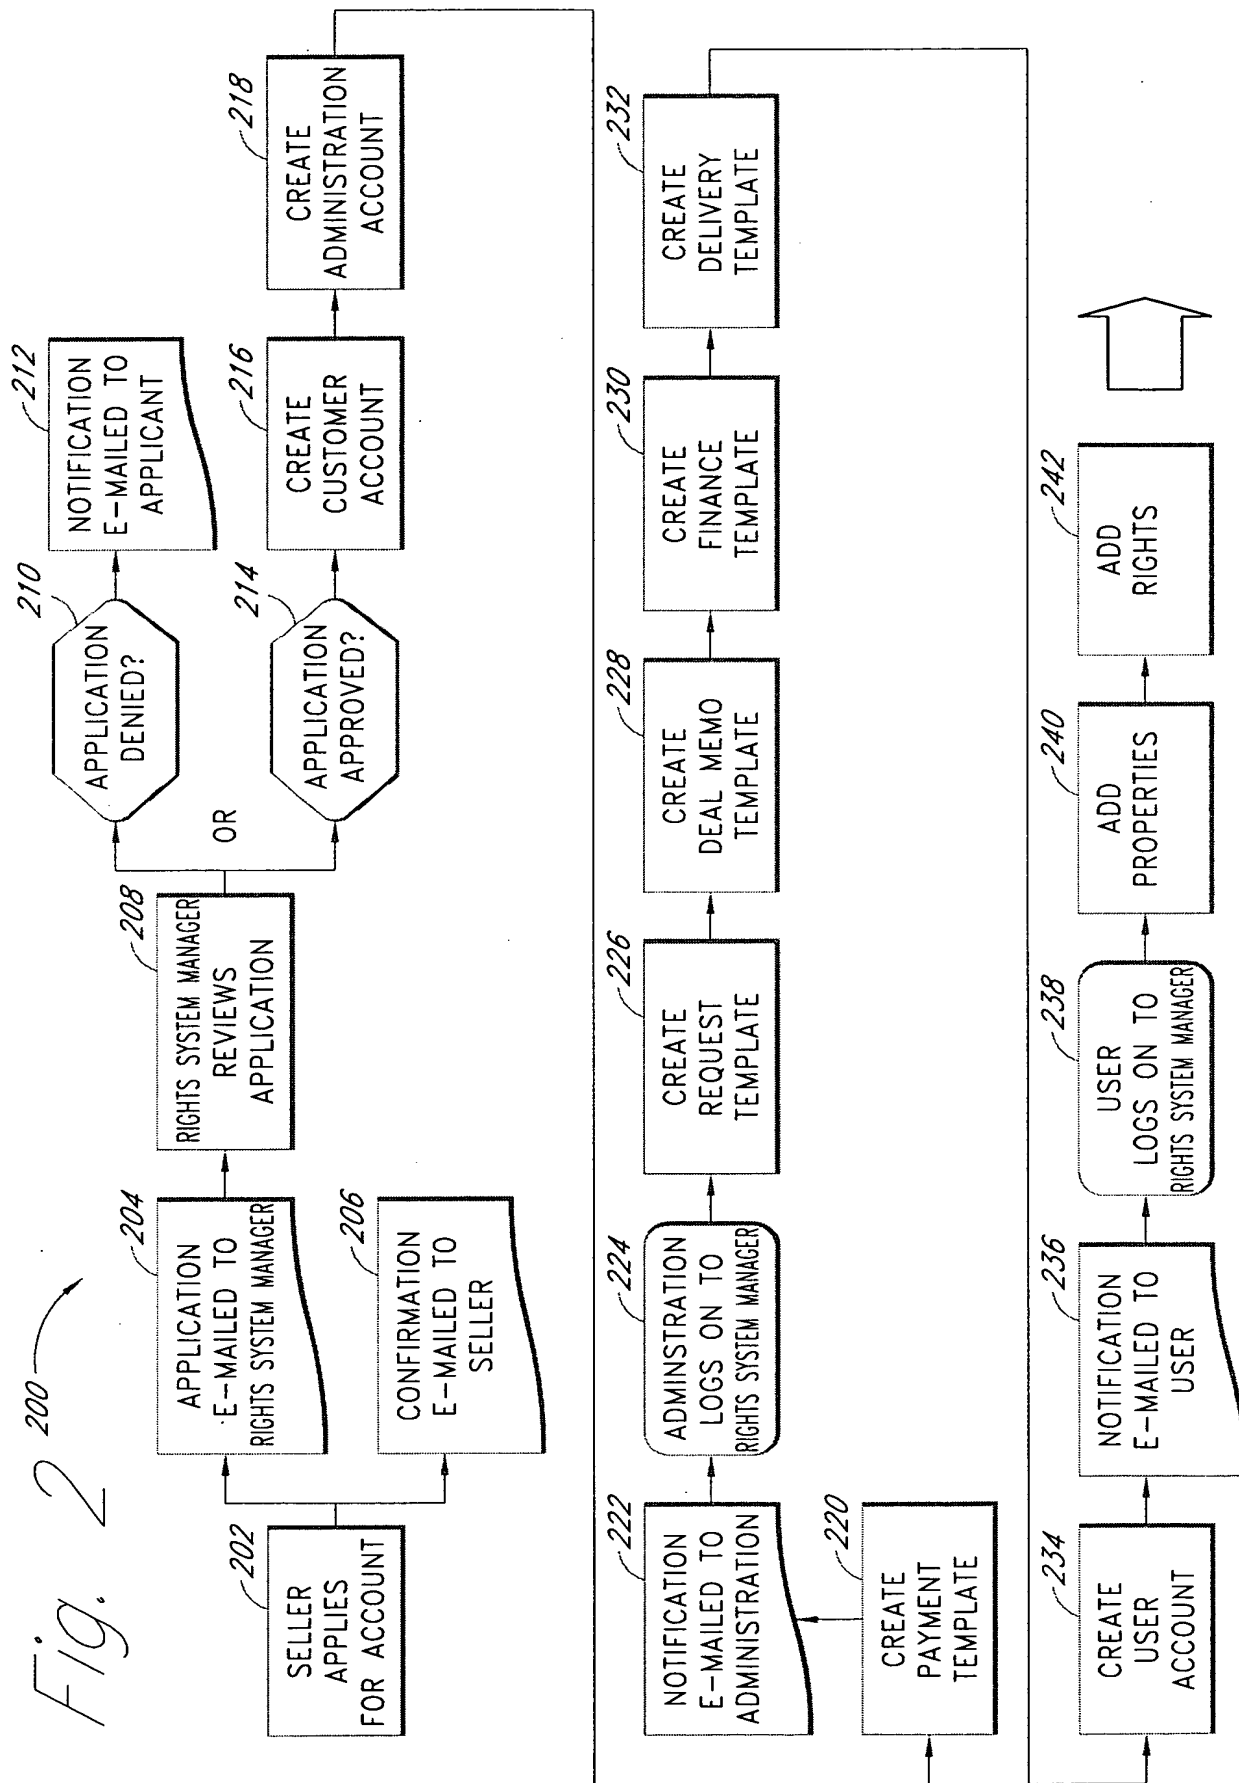 Fig. 2
200
202
SELLER
APPLIES
FOR ACCOUNT
204
APPLICATION
E-MAILED TO
RIGHTS SYSTEM MANAGER
206
CONFIRMATION
E-MAILED TO
SELLER
208
RIGHTS SYSTEM MANAGER
REVIEWS
APPLICATION
OR
210
APPLICATION
DENIED?
212
NOTIFICATION
E-MAILED TO
APPLICANT
214
APPLICATION
APPROVED?
216
CREATE
CUSTOMER
ACCOUNT
218
CREATE
ADMINISTRATION
ACCOUNT
220
CREATE
PAYMENT
TEMPLATE
222
NOTIFICATION
E-MAILED TO
ADMINISTRATION
224
ADMINSTRATION
LOGS ON TO
RIGHTS SYSTEM MANAGER
226
CREATE
REQUEST
TEMPLATE
228
CREATE
DEAL MEMO
TEMPLATE
230
CREATE
FINANCE
TEMPLATE
232
CREATE
DELIVERY
TEMPLATE
234
CREATE
USER
ACCOUNT
236
NOTIFICATION
E-MAILED TO
USER
238
USER
LOGS ON TO
RIGHTS SYSTEM MANAGER
240
ADD
PROPERTIES
242
ADD
RIGHTS